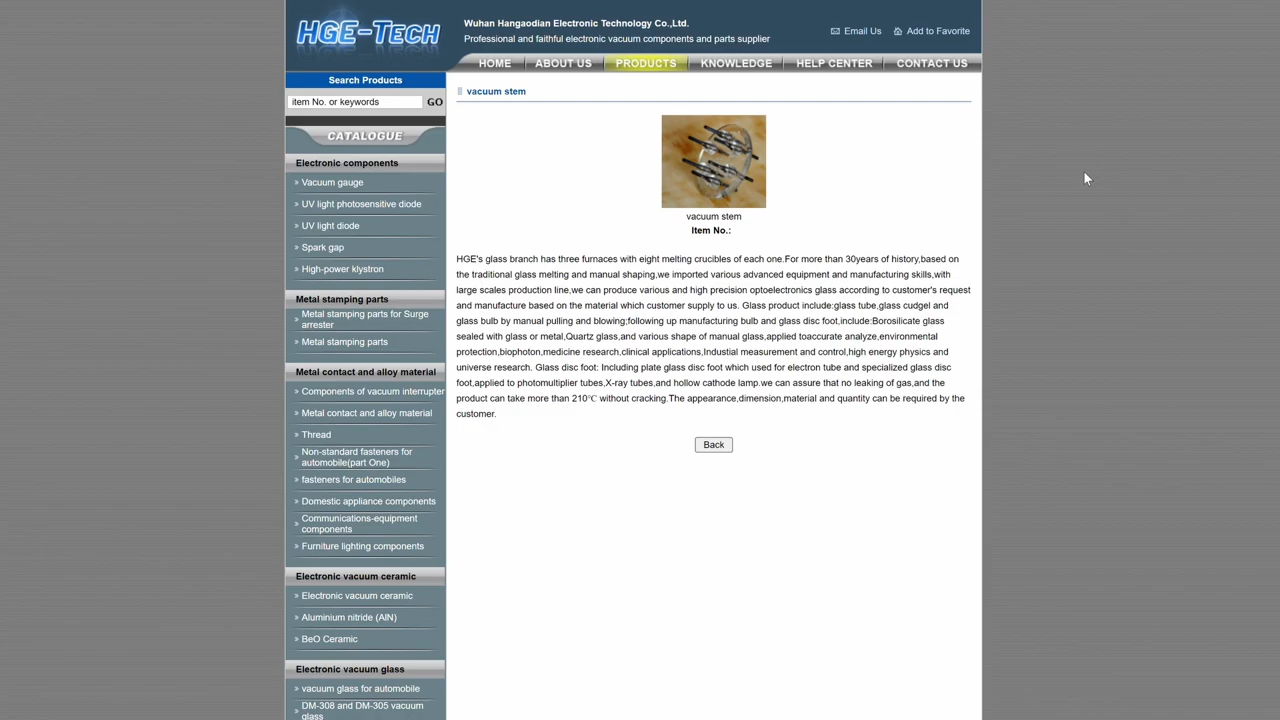 HGE-TECH
Wuhan Hangaodian Electronic Technology Co.,Ltd.
Professional and faithful electronic vacuum components and parts supplier
Email Us
Add to Favorite
HOME
ABOUT US
PRODUCTS
KNOWLEDGE
HELP CENTER
CONTACT US
Search Products
item No. or keywords
GO
CATALOGUE
Electronic components
» Vacuum gauge
» UV light photosensitive diode
» UV light diode
» Spark gap
» High-power klystron
Metal stamping parts
» Metal stamping parts for Surge
arrester
» Metal stamping parts
Metal contact and alloy material
» Components of vacuum interrupter
» Metal contact and alloy material
» Thread
» Non-standard fasteners for
automobile(part One)
» fasteners for automobiles
» Domestic appliance components
» Communications-equipment
components
» Furniture lighting components
Electronic vacuum ceramic
» Electronic vacuum ceramic
» Aluminium nitride (AlN)
» BeO Ceramic
Electronic vacuum glass
» vacuum glass for automobile
» DM-308 and DM-305 vacuum
glass
vacuum stem
vacuum stem
Item No.:
HGE's glass branch has three furnaces with eight melting crucibles of each one.For more than 30years of history,based on
the traditional glass melting and manual shaping,we imported various advanced equipment and manufacturing skills,with
large scales production line,we can produce various and high precision optoelectronics glass according to customer's request
and manufacture based on the material which customer supply to us. Glass product include:glass tube,glass cudgel and
glass bulb by manual pulling and blowing;following up manufacturing bulb and glass disc foot,include:Borosilicate glass
sealed with glass or metal,Quartz glass,and various shape of manual glass,applied toaccurate analyze,environmental
protection,biophoton,medicine research,clinical applications,Industial measurement and control,high energy physics and
universe research. Glass disc foot: Including plate glass disc foot which used for electron tube and specialized glass disc
foot,applied to photomultiplier tubes,X-ray tubes,and hollow cathode lamp.we can assure that no leaking of gas,and the
product can take more than 210℃ without cracking.The appearance,dimension,material and quantity can be required by the
customer.
Back